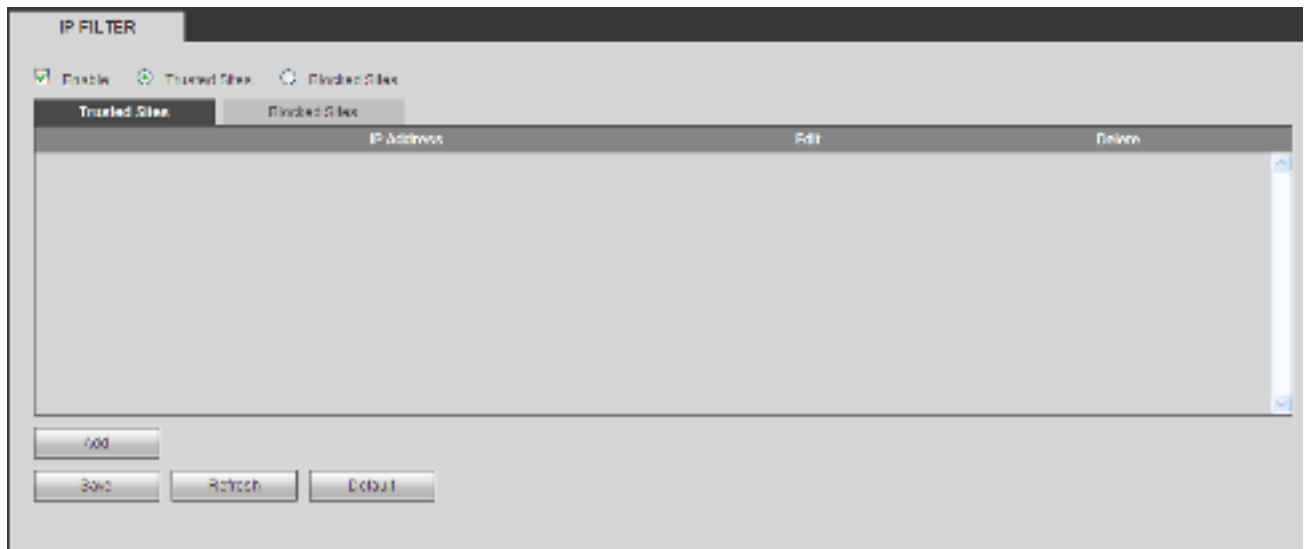 IP FILTER
Enable Trusted Sites Blocked Sites
Trusted Sites Blocked Sites
IP Address Edit Delete
Add
Save Refresh Default